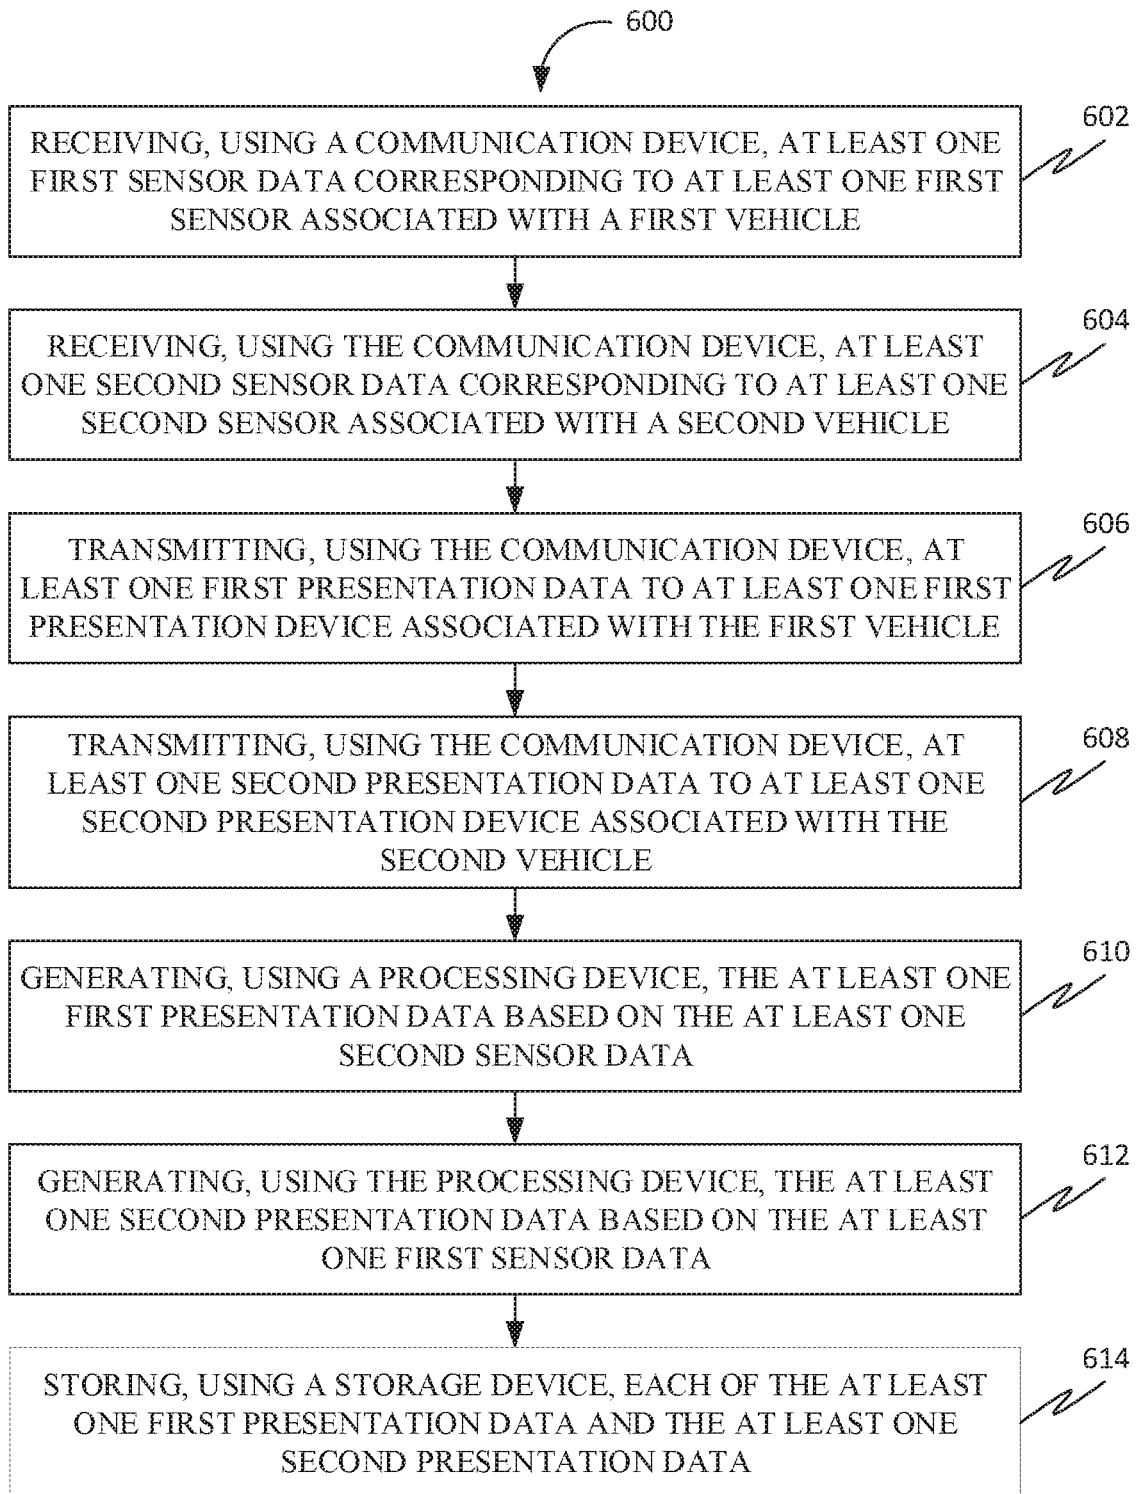 600
602
RECEIVING, USING A COMMUNICATION DEVICE, AT LEAST ONE
FIRST SENSOR DATA CORRESPONDING TO AT LEAST ONE FIRST
SENSOR ASSOCIATED WITH A FIRST VEHICLE
604
RECEIVING, USING THE COMMUNICATION DEVICE, AT LEAST
ONE SECOND SENSOR DATA CORRESPONDING TO AT LEAST ONE
SECOND SENSOR ASSOCIATED WITH A SECOND VEHICLE
606
TRANSMITTING, USING THE COMMUNICATION DEVICE, AT
LEAST ONE FIRST PRESENTATION DATA TO AT LEAST ONE FIRST
PRESENTATION DEVICE ASSOCIATED WITH THE FIRST VEHICLE
608
TRANSMITTING, USING THE COMMUNICATION DEVICE, AT
LEAST ONE SECOND PRESENTATION DATA TO AT LEAST ONE
SECOND PRESENTATION DEVICE ASSOCIATED WITH THE
SECOND VEHICLE
610
GENERATING, USING A PROCESSING DEVICE, THE AT LEAST ONE
FIRST PRESENTATION DATA BASED ON THE AT LEAST ONE
SECOND SENSOR DATA
612
GENERATING, USING THE PROCESSING DEVICE, THE AT LEAST
ONE SECOND PRESENTATION DATA BASED ON THE AT LEAST
ONE FIRST SENSOR DATA
614
STORING, USING A STORAGE DEVICE, EACH OF THE AT LEAST
ONE FIRST PRESENTATION DATA AND THE AT LEAST ONE
SECOND PRESENTATION DATA